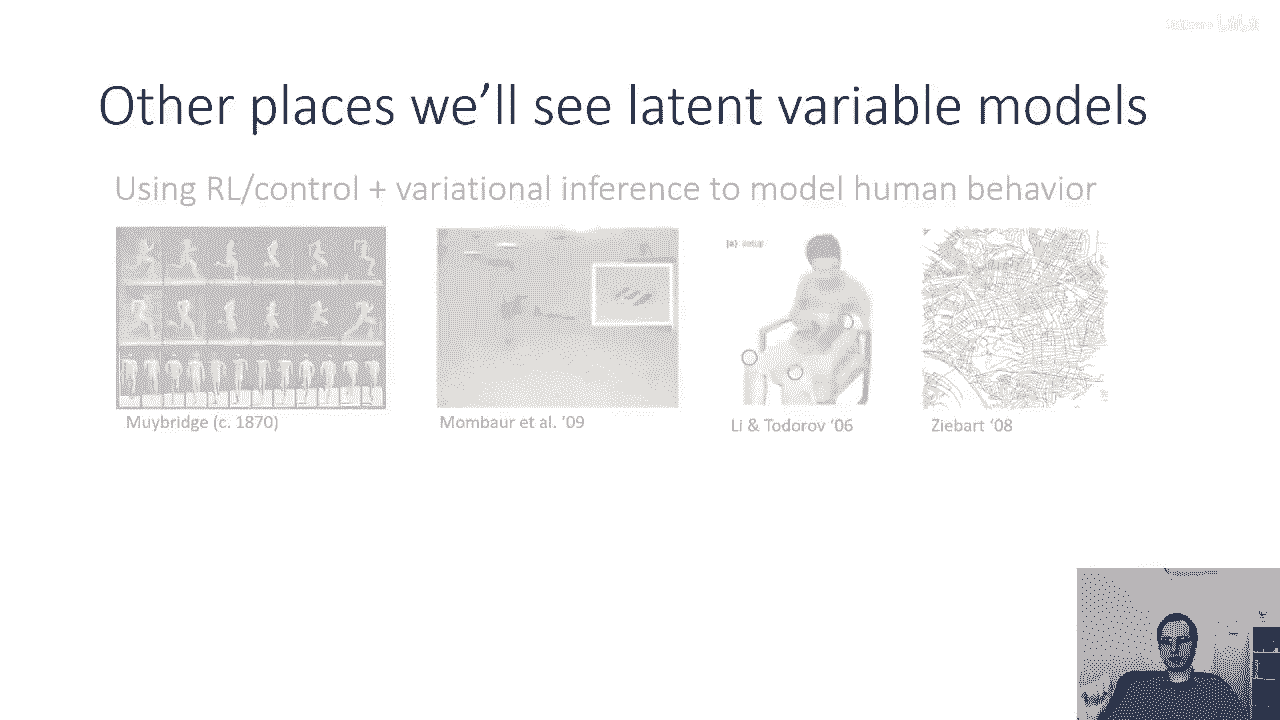 Other places we’ll see latent variable models
Using RL/control + variational inference to model human behavior
Muybridge (c. 1870)
Mombaur et al. ’09
Li & Todorov ’06
Ziebart ’08